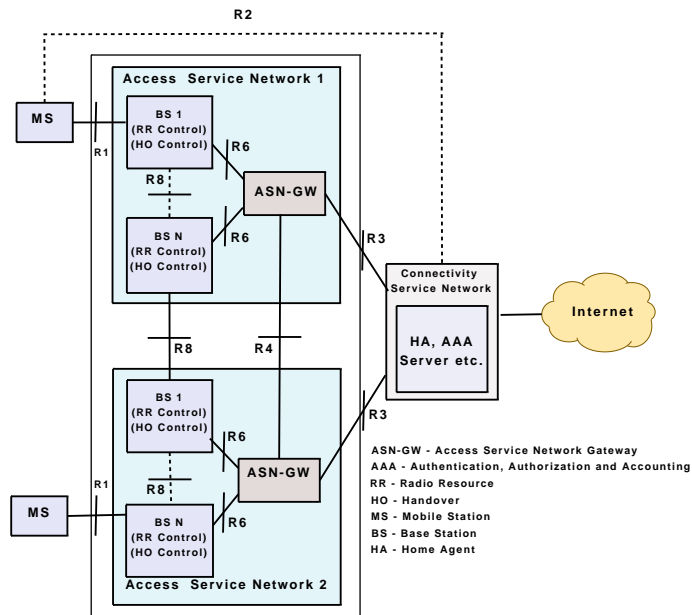 R2
Access Service Network 1
MS
R1
BS 1
(RR Control)
(HO Control)
R6
R8
ASN-GW
BS N
(RR Control)
(HO Control)
R6
R3
Connectivity
Service Network
HA, AAA
Server etc.
Internet
R8
R4
BS 1
(RR Control)
(HO Control)
R6
R3
R8
ASN-GW
R1
MS
BS N
(RR Control)
(HO Control)
R6
Access Service Network 2
ASN-GW - Access Service Network Gateway
AAA - Authentication, Authorization and Accounting
RR - Radio Resource
HO - Handover
MS - Mobile Station
BS - Base Station
HA - Home Agent